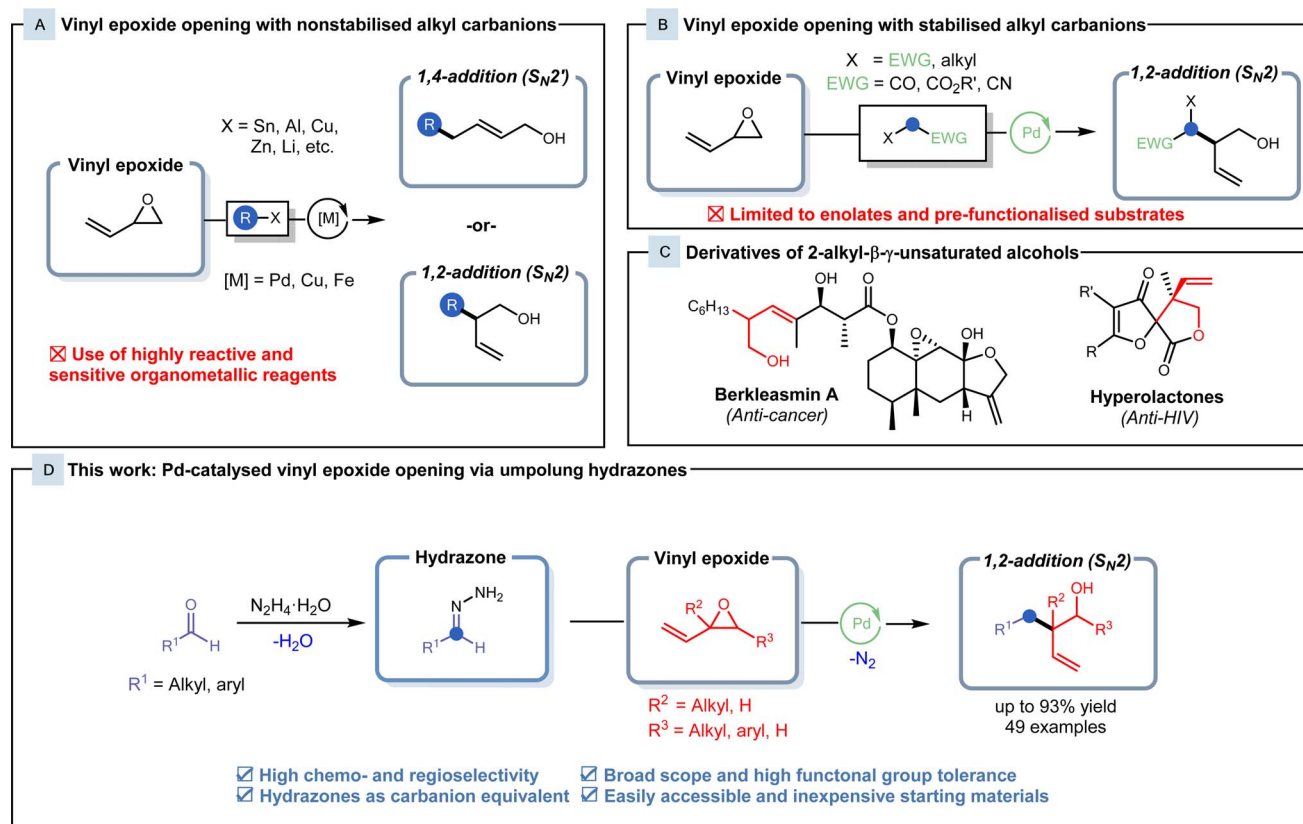 A Vinyl epoxide opening with nonstabilised alkyl carbanions
Vinyl epoxide
O
X = Sn, Al, Cu,
Zn, Li, etc.
R X
[M]
[M] = Pd, Cu, Fe
1,4-addition (SN2')
R
OH
-or-
1,2-addition (SN2)
R
OH
☒ Use of highly reactive and
sensitive organometallic reagents
B Vinyl epoxide opening with stabilised alkyl carbanions
Vinyl epoxide
O
X = EWG, alkyl
EWG = CO, CO2R', CN
X EWG
Pd
1,2-addition (SN2)
X
EWG
OH
☒ Limited to enolates and pre-functionalised substrates
C Derivatives of 2-alkyl-β-γ-unsaturated alcohols
C6H13
OH
O
O
OH
O
OH
O
H
Berkleasmin A
(Anti-cancer)
R'
O
R
O
O
O
Hyperolactones
(Anti-HIV)
D This work: Pd-catalysed vinyl epoxide opening via umpolung hydrazones
O
R1 H
N2H4·H2O
-H2O
R1 = Alkyl, aryl
Hydrazone
NH2
N
R1 H
Vinyl epoxide
R2 O
R3
R2 = Alkyl, H
R3 = Alkyl, aryl, H
Pd
-N2
1,2-addition (SN2)
R2 OH
R1 R3
up to 93% yield
49 examples
☑ High chemo- and regioselectivity ☑ Broad scope and high functonal group tolerance
☑ Hydrazones as carbanion equivalent ☑ Easily accessible and inexpensive starting materials